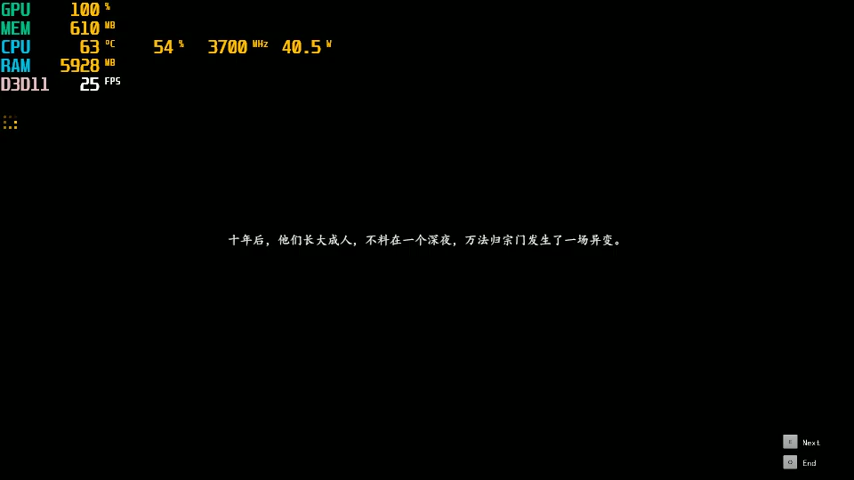 GPU 100 %
MEM 610 MB
CPU 63 °C 54 % 3700 MHz 40.5 W
RAM 5928 MB
D3D11 25 FPS
十年后，他们长大成人，不料在一个深夜，万法归宗门发生了一场异变。
Next
End